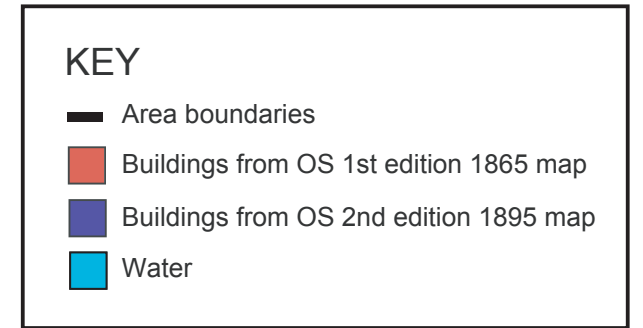 KEY
Area boundaries
Buildings from OS 1st edition 1865 map
Buildings from OS 2nd edition 1895 map
Water